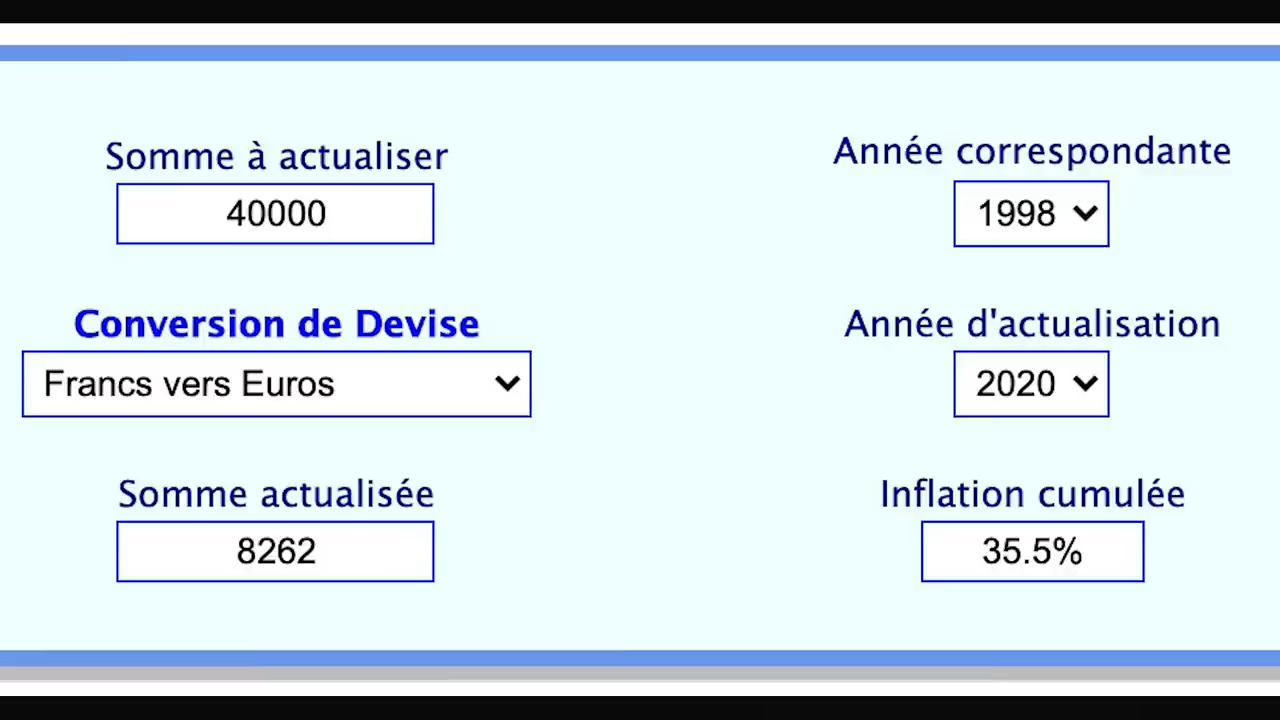 Somme à actualiser
40000
Année correspondante
1998
Conversion de Devise
Francs vers Euros
Année d'actualisation
2020
Somme actualisée
8262
Inflation cumulée
35.5%